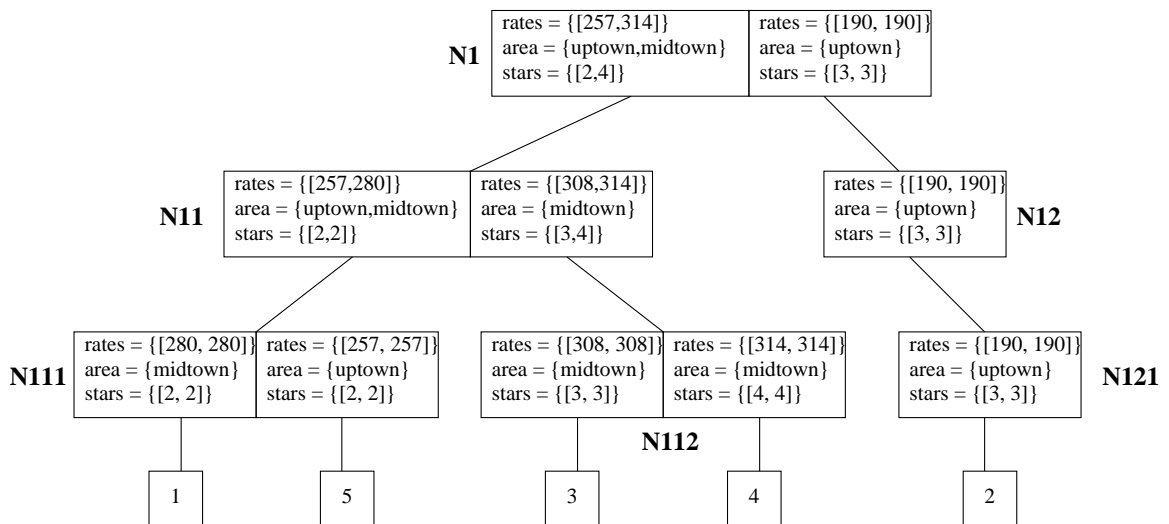 N1
rates = {[257,314]}
area = {uptown,midtown}
stars = {[2,4]}
rates = {[190, 190]}
area = {uptown}
stars = {[3, 3]}
N11
rates = {[257,280]}
area = {uptown,midtown}
stars = {[2,2]}
rates = {[308,314]}
area = {midtown}
stars = {[3,4]}
rates = {[190, 190]}
area = {uptown}
stars = {[3, 3]}
N12
N111
rates = {[280, 280]}
area = {midtown}
stars = {[2, 2]}
rates = {[257, 257]}
area = {uptown}
stars = {[2, 2]}
rates = {[308, 308]}
area = {midtown}
stars = {[3, 3]}
rates = {[314, 314]}
area = {midtown}
stars = {[4, 4]}
N112
rates = {[190, 190]}
area = {uptown}
stars = {[3, 3]}
N121
1
5
3
4
2